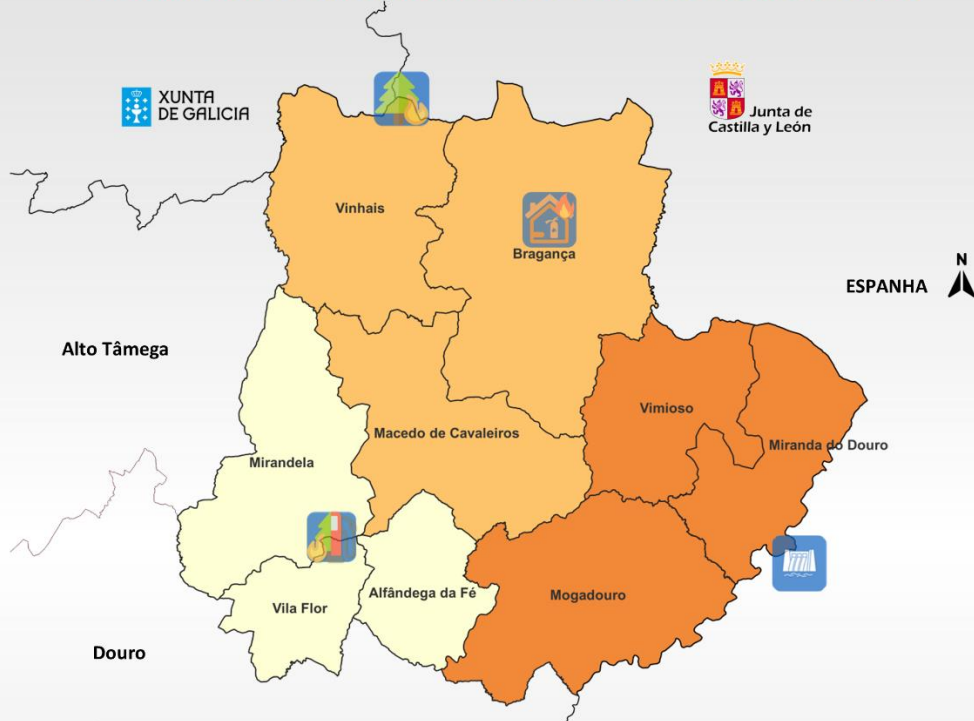 XUNTA
DE GALICIA
Junta de
Castilla y León
Vinhais
Bragança
N
ESPANHA
Alto Tâmega
Vimioso
Macedo de Cavaleiros
Miranda do Douro
Mirandela
Alfândega da Fé
Mogadouro
Vila Flor
Douro